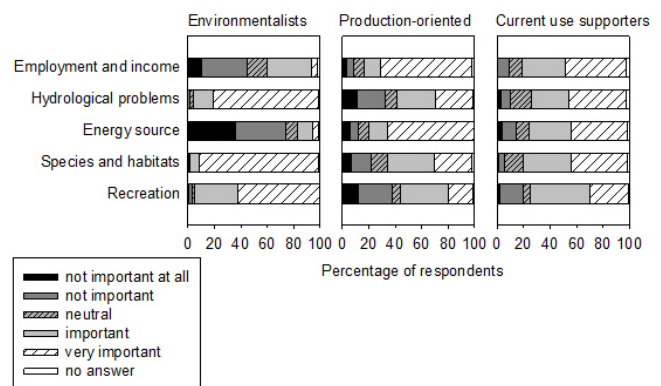 Environmentalists Production-oriented Current use supporters
Employment and income
Hydrological problems
Energy source
Species and habitats
Recreation
0 20 40 60 80 100 0 20 40 60 80 100 0 20 40 60 80 100
Percentage of respondents
not important at all
not important
neutral
important
very important
no answer